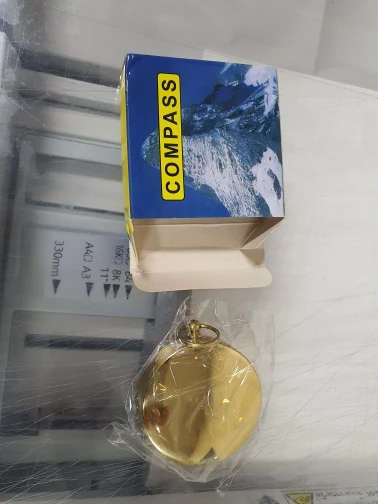 COMPASS
16K 8K
11"
A4 A3
330mm